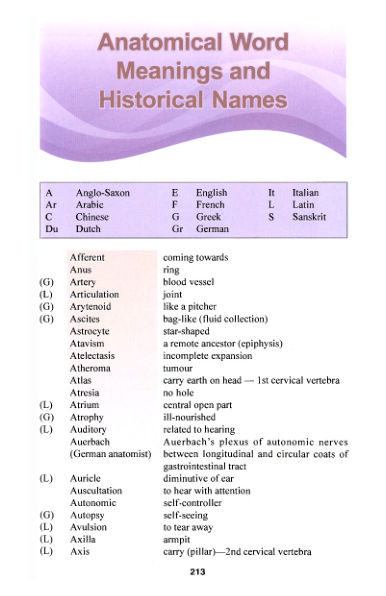 Anatomical Word
Meanings and
Historical Names
A Anglo-Saxon E English It Italian
Ar Arabic F French L Latin
C Chinese G Greek S Sanskrit
Du Dutch Gr German
Afferent coming towards
Anus ring
(G) Artery blood vessel
(L) Articulation joint
(G) Arytenoid like a pitcher
(G) Ascites bag-like (fluid collection)
Astrocyte star-shaped
Atavism a remote ancestor (epiphysis)
Atelectasis incomplete expansion
Atheroma tumour
Atlas carry earth on head — 1st cervical vertebra
Atresia no hole
(L) Atrium central open part
(G) Atrophy ill-nourished
(L) Auditory related to hearing
Auerbach Auerbach's plexus of autonomic nerves
(German anatomist) between longitudinal and circular coats of
gastrointestinal tract
(L) Auricle diminutive of ear
Auscultation to hear with attention
Autonomic self-controller
(G) Autopsy self-seeing
(L) Avulsion to tear away
(L) Axilla armpit
(L) Axis carry (pillar)—2nd cervical vertebra
213